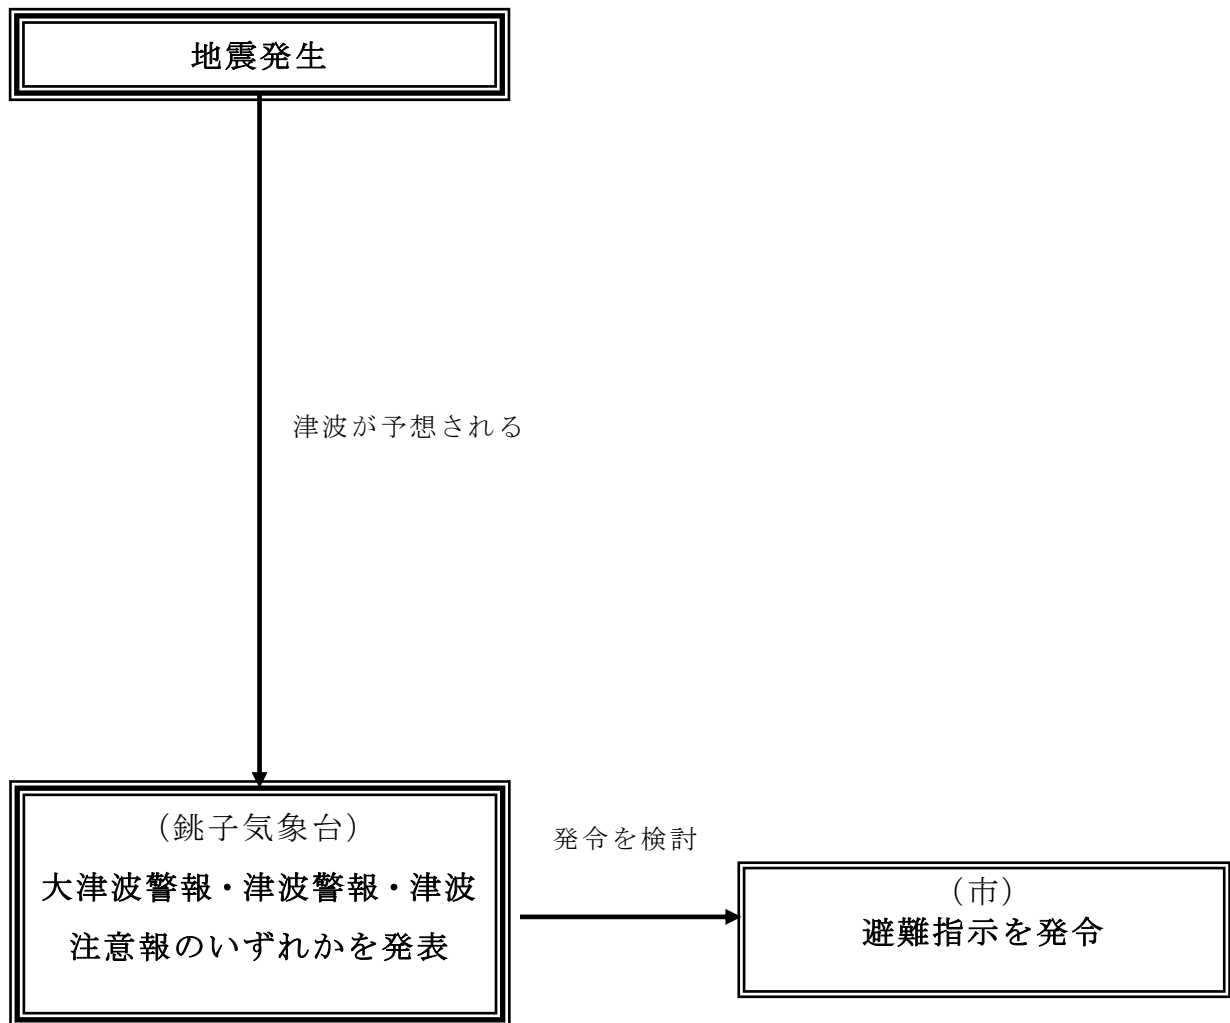 地震発生
津波が予想される
（銚子気象台）
大津波警報・津波警報・津波
注意報のいずれかを発表
発令を検討
（市）
避難指示を発令